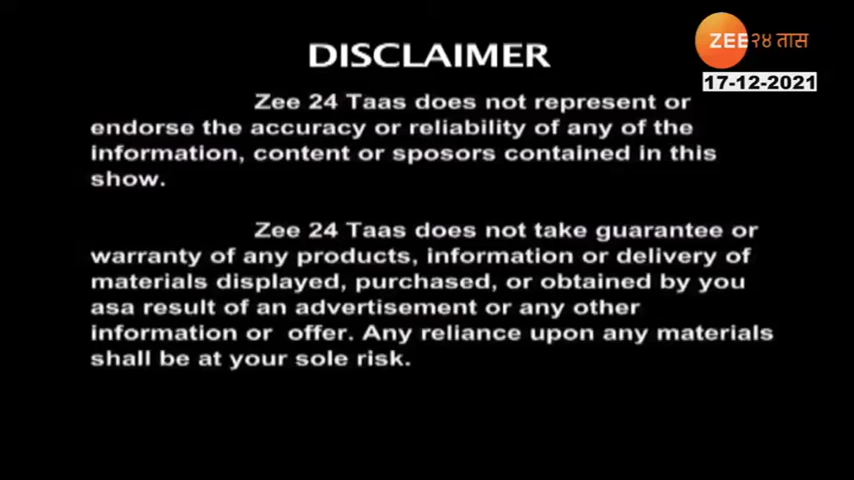 ZEE २४ तास
17-12-2021
DISCLAIMER
Zee 24 Taas does not represent or
endorse the accuracy or reliability of any of the
information, content or sposors contained in this
show.
Zee 24 Taas does not take guarantee or
warranty of any products, information or delivery of
materials displayed, purchased, or obtained by you
asa result of an advertisement or any other
information or  offer. Any reliance upon any materials
shall be at your sole risk.